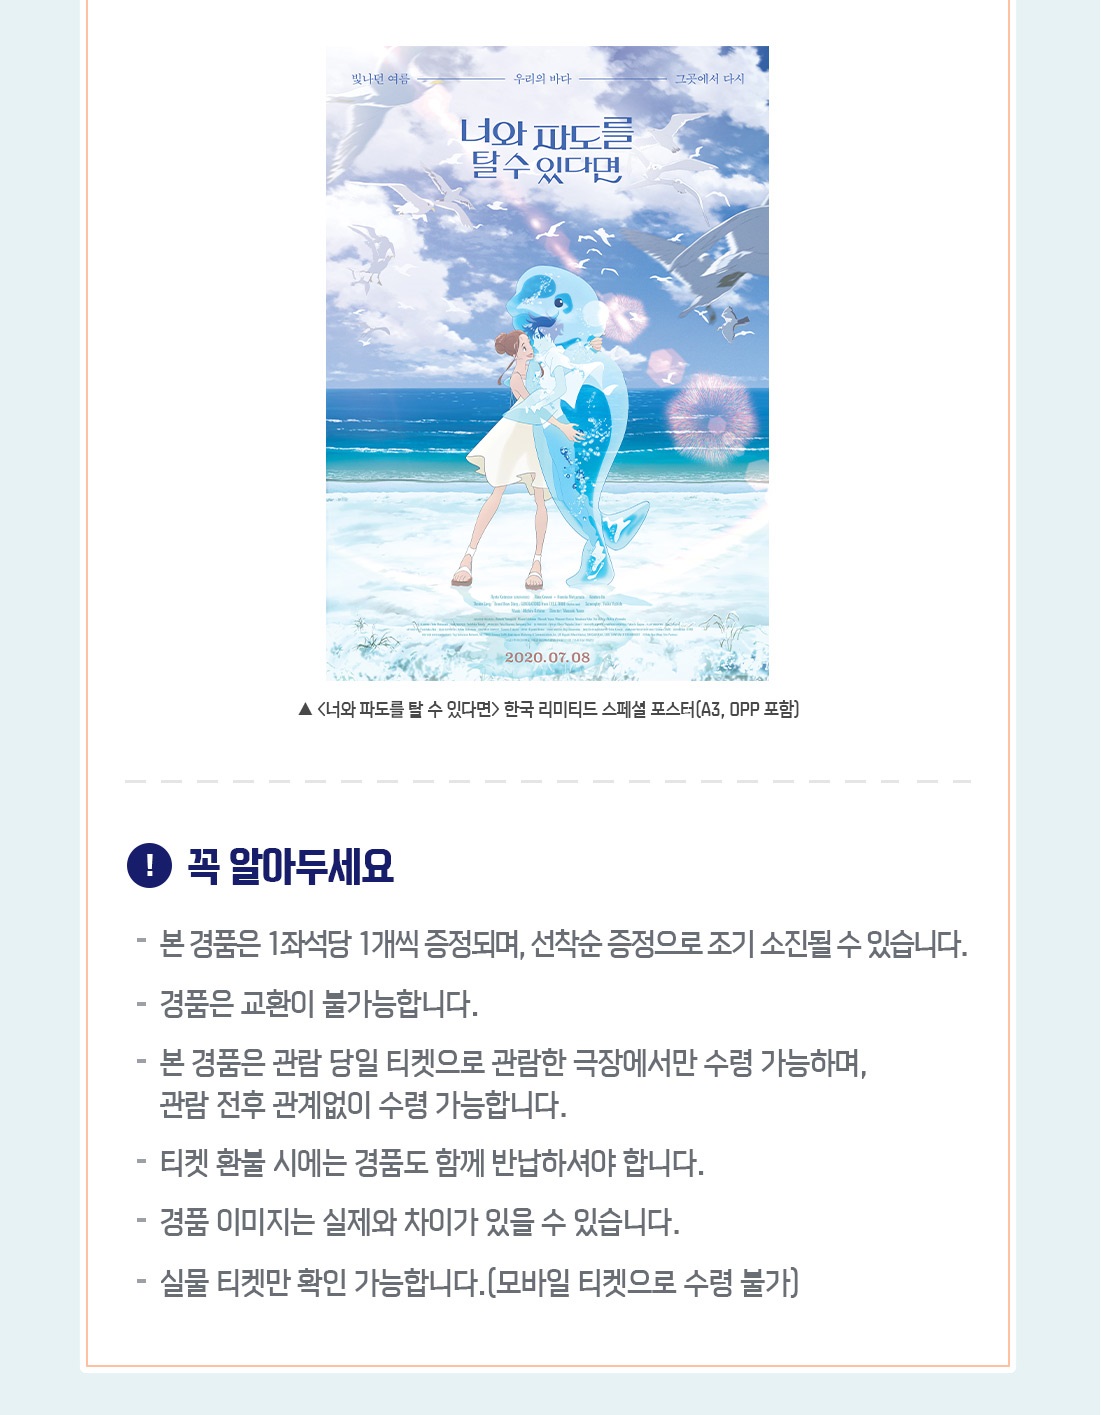 빛나던 여름 우리의 바다 그곳에서 다시
너와 파도를
탈 수 있다면
2020.07.08
▲ <너와 파도를 탈 수 있다면> 한국 리미티드 스페셜 포스터(A3, OPP 포함)
! 꼭 알아두세요
- 본 경품은 1좌석당 1개씩 증정되며, 선착순 증정으로 조기 소진될 수 있습니다.
- 경품은 교환이 불가능합니다.
- 본 경품은 관람 당일 티켓으로 관람한 극장에서만 수령 가능하며,
관람 전후 관계없이 수령 가능합니다.
- 티켓 환불 시에는 경품도 함께 반납하셔야 합니다.
- 경품 이미지는 실제와 차이가 있을 수 있습니다.
- 실물 티켓만 확인 가능합니다.(모바일 티켓으로 수령 불가)